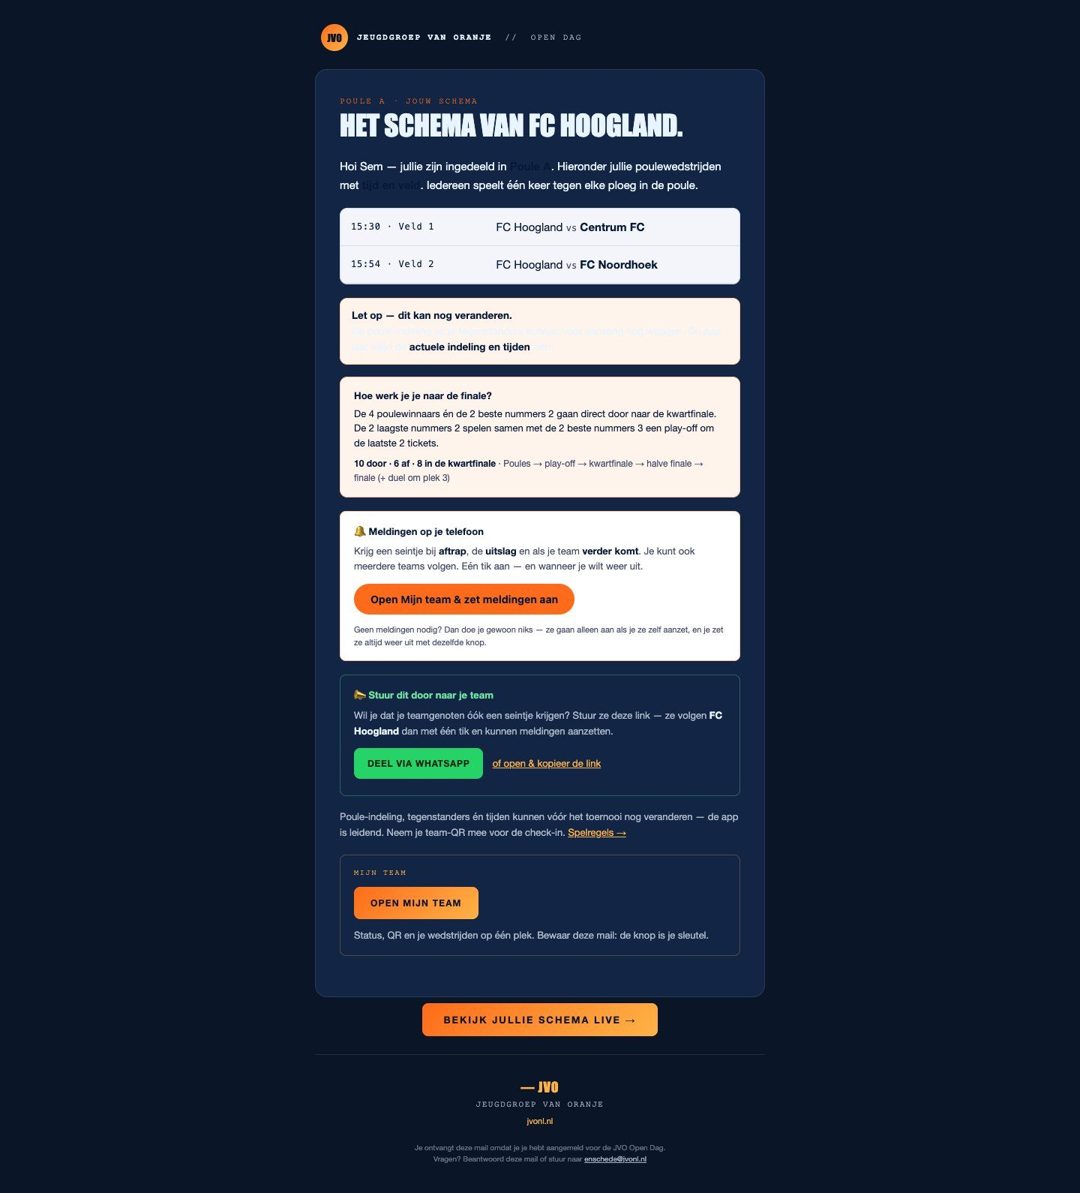 JVO JEUGDGROEP VAN ORANJE // OPEN DAG
POULE A · JOUW SCHEMA
HET SCHEMA VAN FC HOOGLAND.
Hoi Sem — jullie zijn ingedeeld in Poule A. Hieronder jullie poulewedstrijden
met tijd en veld. Iedereen speelt één keer tegen elke ploeg in de poule.
15:30 · Veld 1 FC Hoogland vs Centrum FC
15:54 · Veld 2 FC Hoogland vs FC Noordhoek
Let op — dit kan nog veranderen.
actuele indeling en tijden
Hoe werk je je naar de finale?
De 4 poulewinnaars én de 2 beste nummers 2 gaan direct door naar de kwartfinale.
De 2 laagste nummers 2 spelen samen met de 2 beste nummers 3 een play-off om
de laatste 2 tickets.
10 door · 6 af · 8 in de kwartfinale · Poules → play-off → kwartfinale → halve finale →
finale (+ duel om plek 3)
🔔 Meldingen op je telefoon
Krijg een seintje bij aftrap, de uitslag en als je team verder komt. Je kunt ook
meerdere teams volgen. Eén tik aan — en wanneer je wilt weer uit.
Open Mijn team & zet meldingen aan
Geen meldingen nodig? Dan doe je gewoon niks — ze gaan alleen aan als je ze zelf aanzet, en je zet
ze altijd weer uit met dezelfde knop.
📣 Stuur dit door naar je team
Wil je dat je teamgenoten óók een seintje krijgen? Stuur ze deze link — ze volgen FC
Hoogland dan met één tik en kunnen meldingen aanzetten.
DEEL VIA WHATSAPP of open & kopieer de link
Poule-indeling, tegenstanders én tijden kunnen vóór het toernooi nog veranderen — de app
is leidend. Neem je team-QR mee voor de check-in. Spelregels →
MIJN TEAM
OPEN MIJN TEAM
Status, QR en je wedstrijden op één plek. Bewaar deze mail: de knop is je sleutel.
BEKIJK JULLIE SCHEMA LIVE →
— JVO
JEUGDGROEP VAN ORANJE
jvonl.nl
Je ontvangt deze mail omdat je je hebt aangemeld voor de JVO Open Dag.
Vragen? Beantwoord deze mail of stuur naar enschede@jvonl.nl